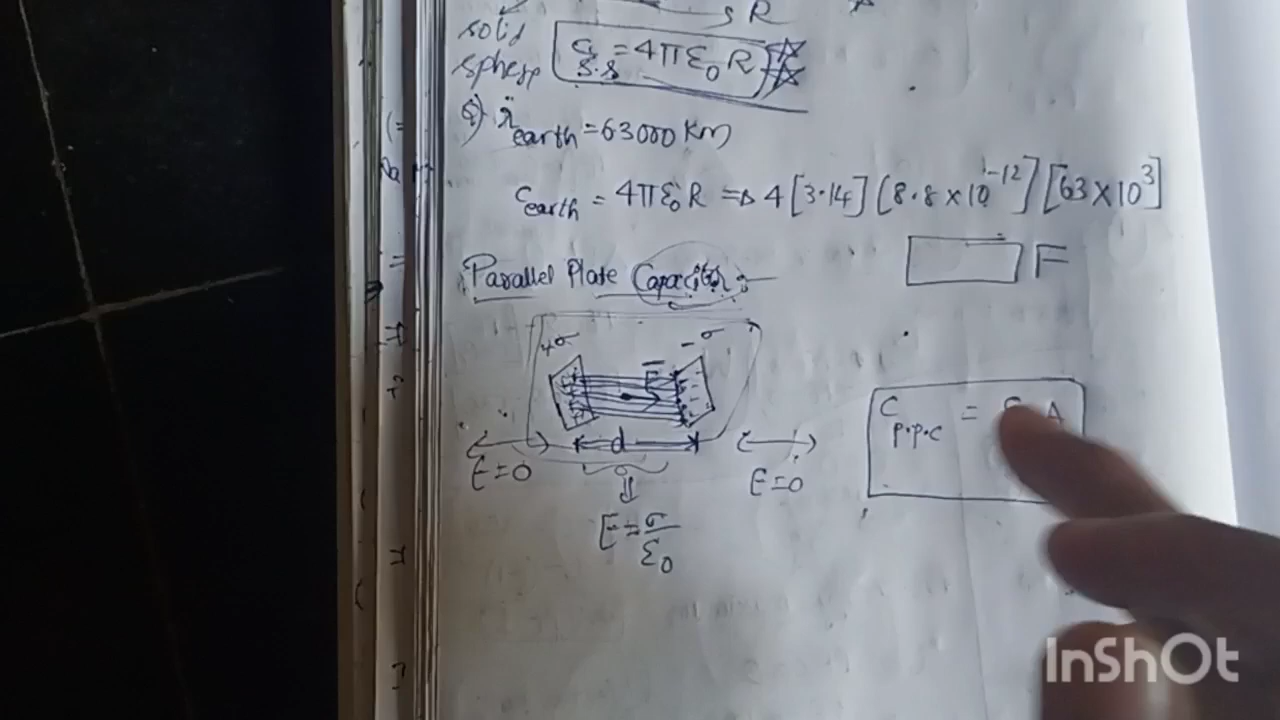 R
solid
sphere C s.s = 4πε₀R
Q) r earth = 63000 Km
C earth = 4πε₀R ⇒ 4[3.14][8.8×10⁻¹²][63×10³]
F
Parallel Plate Capacitor :-
+σ -σ
E
d
E=0 E=0
E = σ/ε₀
C p.p.c = A
InShOt